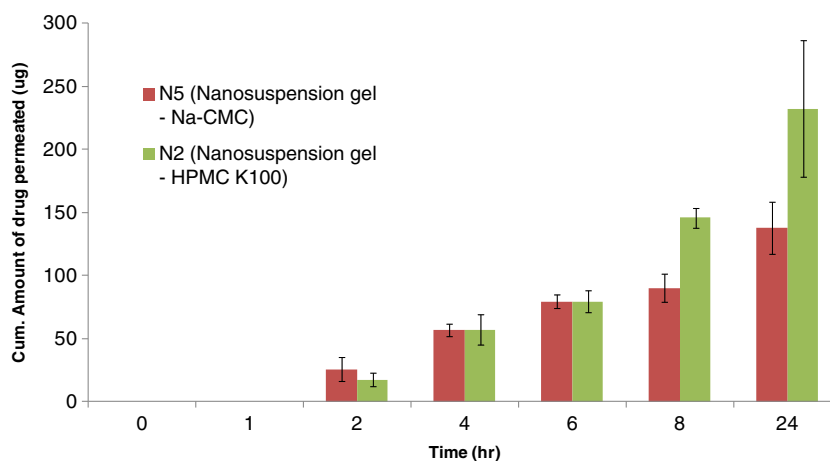 Cum. Amount of drug permeated (ug)
300
250
200
150
100
50
0
N5 (Nanosuspension gel
- Na-CMC)
N2 (Nanosuspension gel
- HPMC K100)
0 1 2 4 6 8 24
Time (hr)